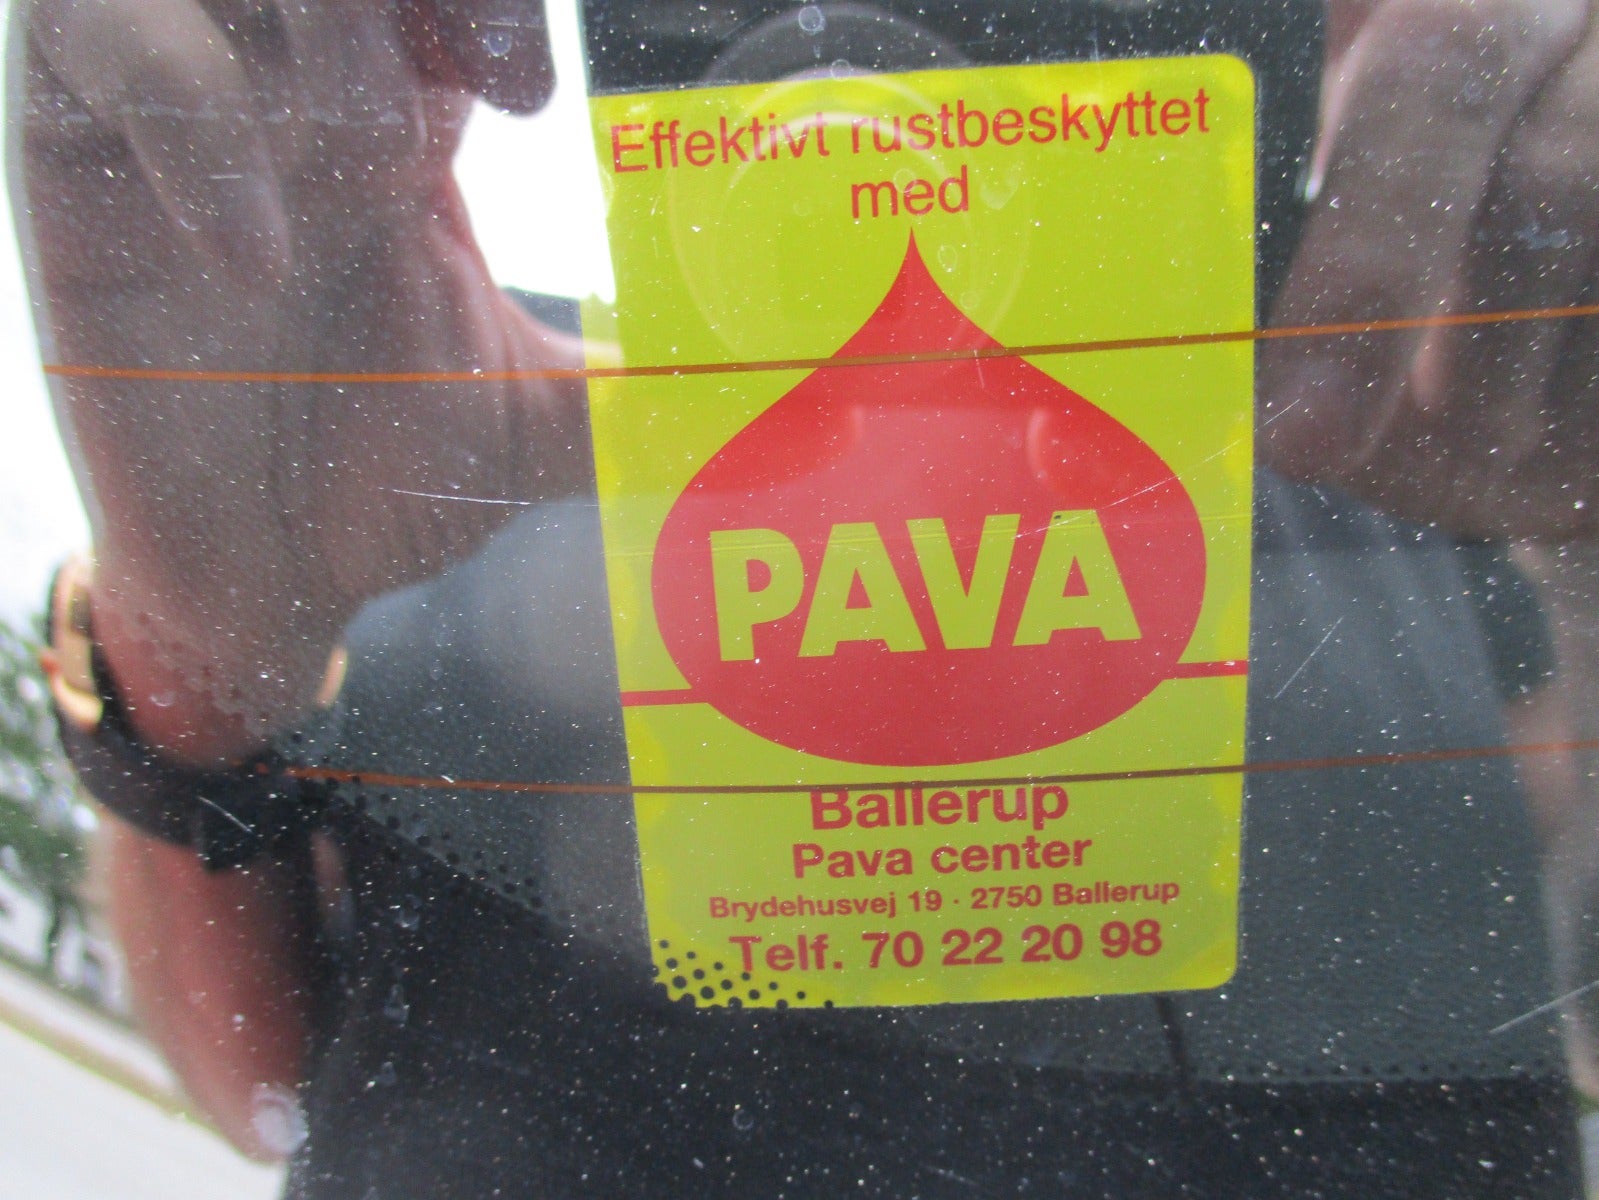 Effektivt rustbeskyttet
med
PAVA
Ballerup
Pava center
Brydehusvej 19 · 2750 Ballerup
Telf. 70 22 20 98